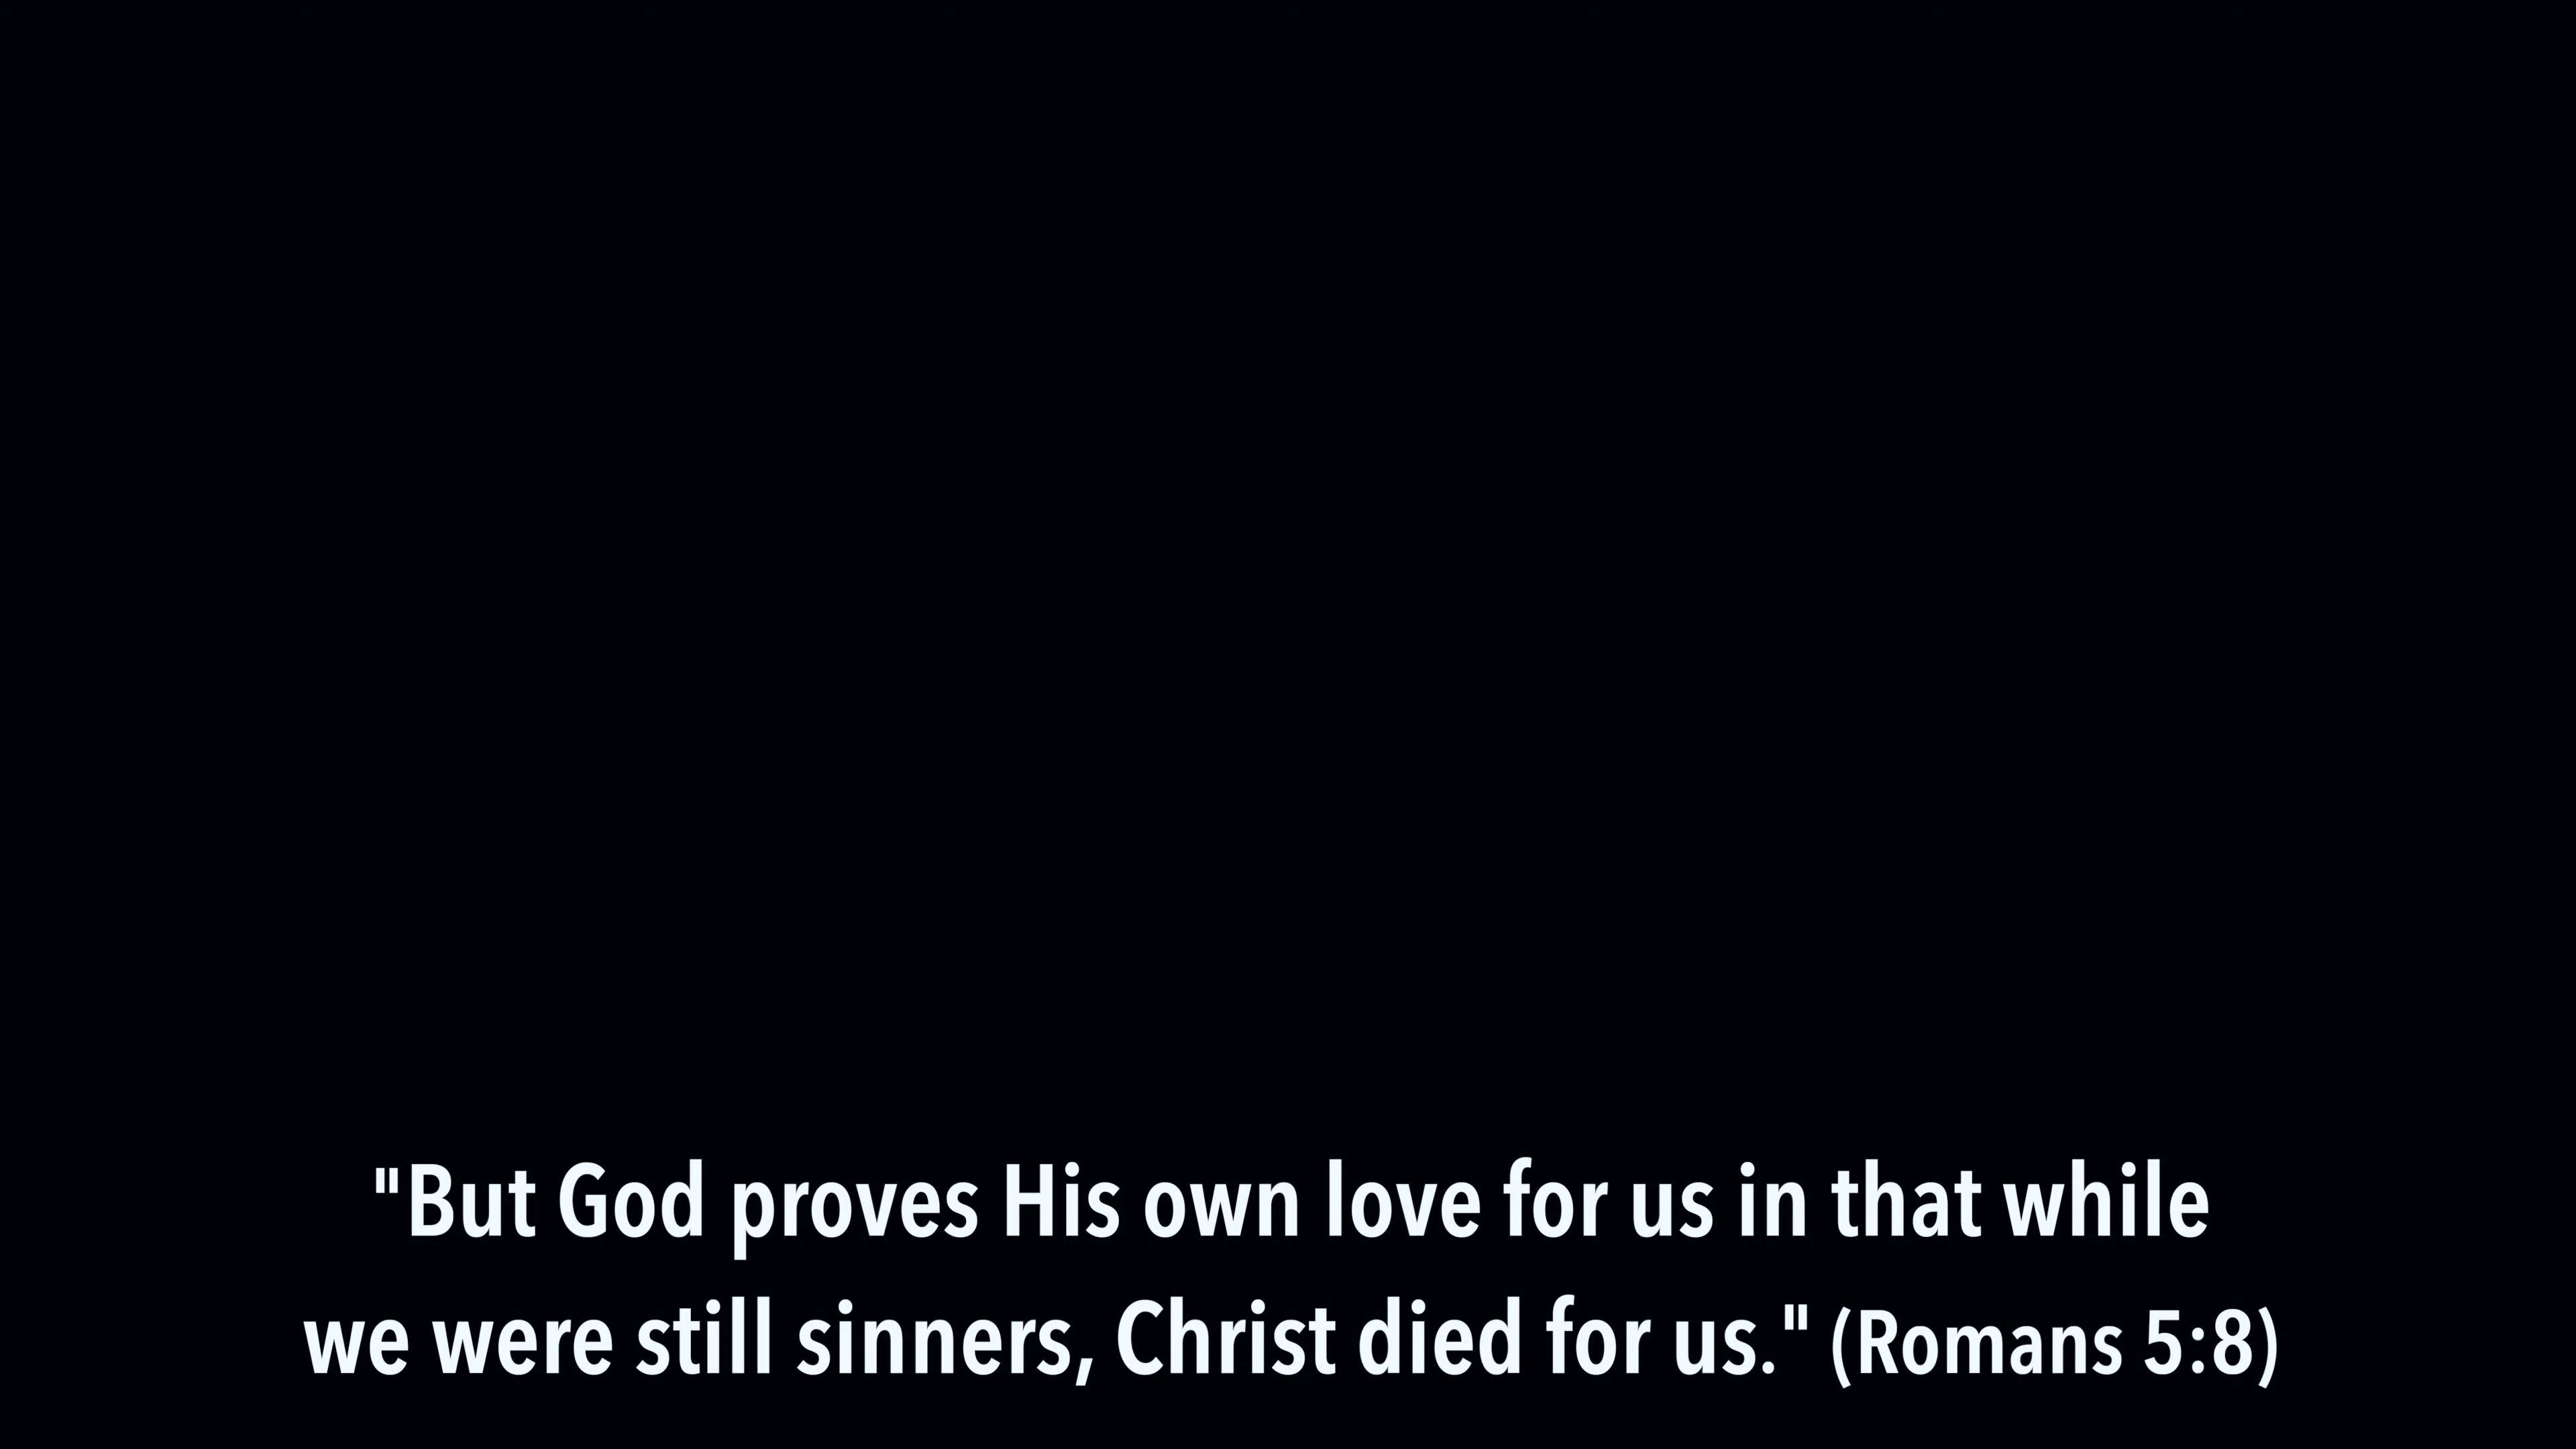 "But God proves His own love for us in that while
we were still sinners, Christ died for us." (Romans 5:8)